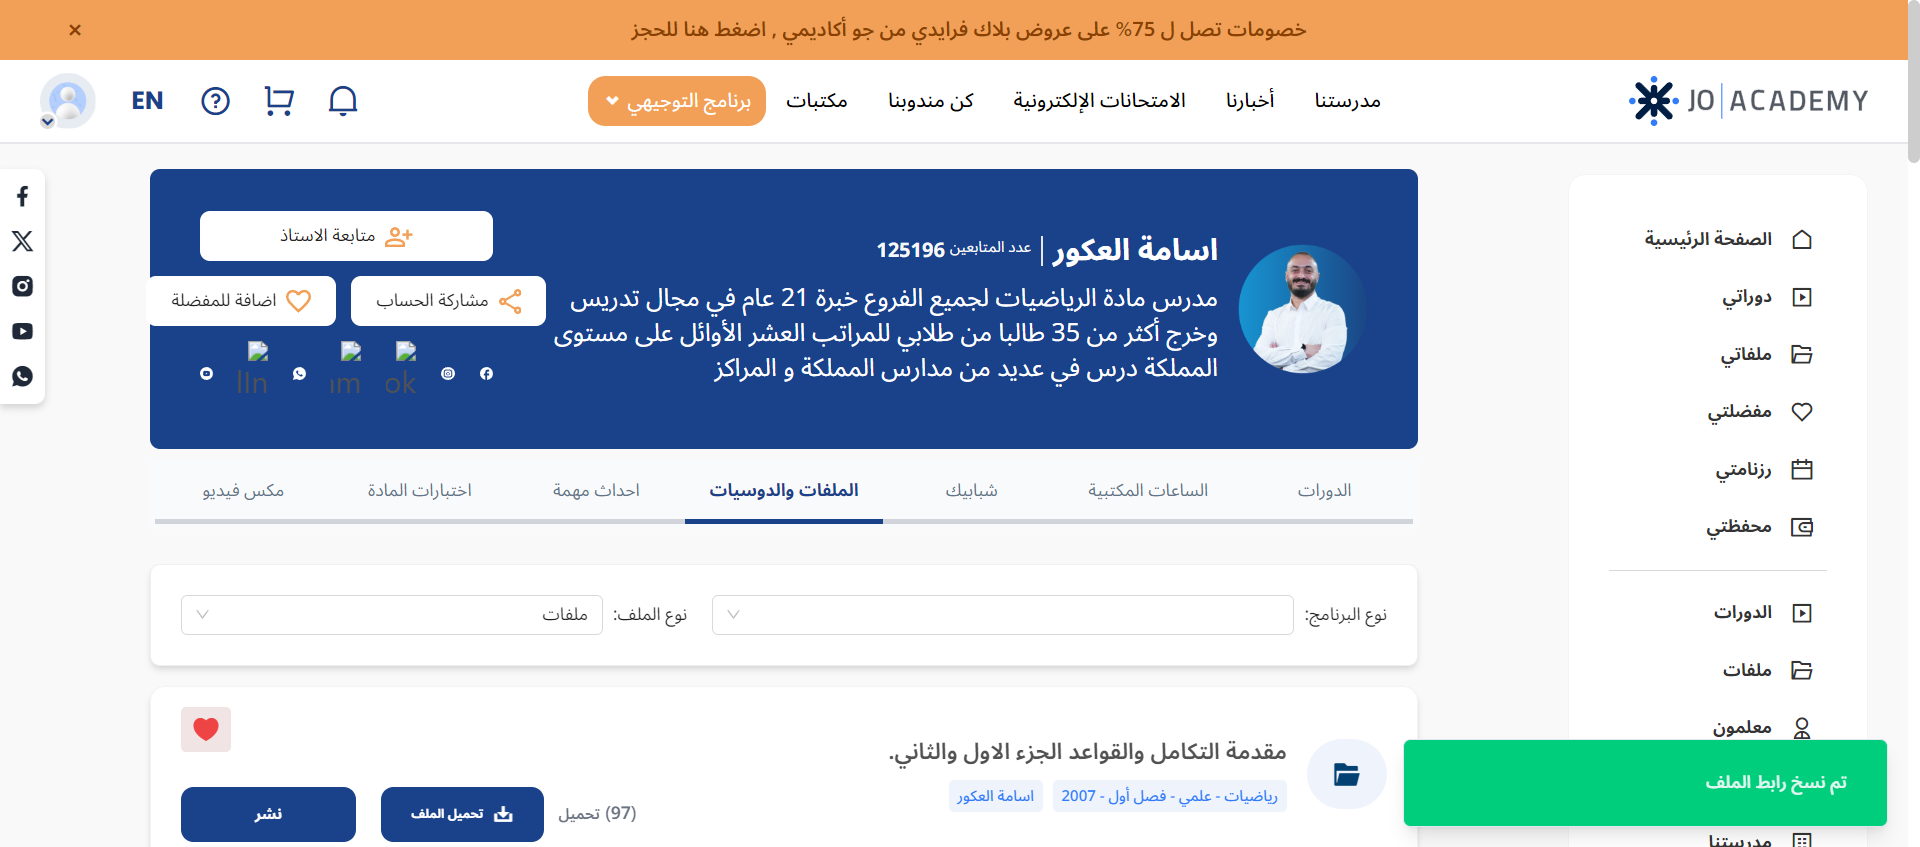 خصومات تصل ل 75% على عروض بلاك فرايدي من جو أكاديمي , اضغط هنا للحجز
JO ACADEMY
مدرستنا
أخبارنا
الامتحانات الإلكترونية
كن مندوبنا
مكتبات
برنامج التوجيهي
EN
الصفحة الرئيسية
دوراتي
ملفاتي
مفضلتي
رزنامتي
محفظتي
الدورات
ملفات
معلمون
مدرستنا
اسامة العكور
عدد المتابعين 125196
مدرس مادة الرياضيات لجميع الفروع خبرة 21 عام في مجال تدريس
وخرج أكثر من 35 طالبا من طلابي للمراتب العشر الأوائل على مستوى
المملكة درس في عديد من مدارس المملكة و المراكز
متابعة الاستاذ
مشاركة الحساب
اضافة للمفضلة
ok
am
lIn
الدورات
الساعات المكتبية
شبابيك
الملفات والدوسيات
احداث مهمة
اختبارات المادة
مكس فيديو
نوع البرنامج:
نوع الملف:
ملفات
مقدمة التكامل والقواعد الجزء الاول والثاني.
رياضيات - علمي - فصل أول - 2007
اسامة العكور
(97) تحميل
تحميل الملف
نشر
تم نسخ رابط الملف